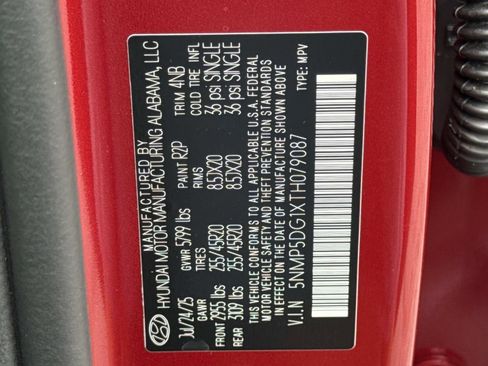 MANUFACTURED BY
HYUNDAI MOTOR MANUFACTURING ALABAMA, LLC
JUL/24/25 GVWR 5799 lbs PAINT R2P TRIM 4NB
GAWR TIRES RIMS COLD TIRE INFL
FRONT 2955 lbs 255/45R20 8.5JX20 36 psi SINGLE
REAR 3109 lbs 255/45R20 8.5JX20 36 psi SINGLE
THIS VEHICLE CONFORMS TO ALL APPLICABLE U.S.A. FEDERAL
MOTOR VEHICLE SAFETY AND THEFT PREVENTION STANDARDS
IN EFFECT ON THE DATE OF MANUFACTURE SHOWN ABOVE
V.I.N 5NMP5DG1XTH079087 TYPE: MPV